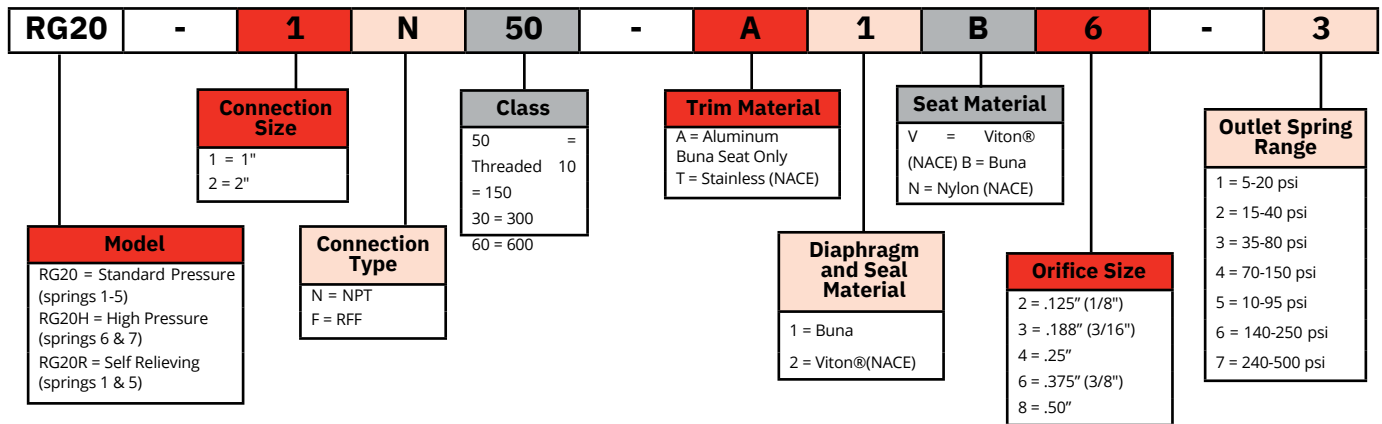 RG20 - 1 N 50 - A 1 B 6 - 3
Connection
Size
1 = 1"
2 = 2"
Class
50 =
Threaded 10
= 150
30 = 300
60 = 600
Trim Material
A = Aluminum
Buna Seat Only
T = Stainless (NACE)
Seat Material
V = Viton®
(NACE) B = Buna
N = Nylon (NACE)
Outlet Spring
Range
1 = 5-20 psi
2 = 15-40 psi
3 = 35-80 psi
4 = 70-150 psi
5 = 10-95 psi
6 = 140-250 psi
7 = 240-500 psi
Model
RG20 = Standard Pressure
(springs 1-5)
RG20H = High Pressure
(springs 6 & 7)
RG20R = Self Relieving
(springs 1 & 5)
Connection
Type
N = NPT
F = RFF
Diaphragm
and Seal
Material
1 = Buna
2 = Viton®(NACE)
Orifice Size
2 = .125” (1/8")
3 = .188” (3/16")
4 = .25”
6 = .375” (3/8")
8 = .50”